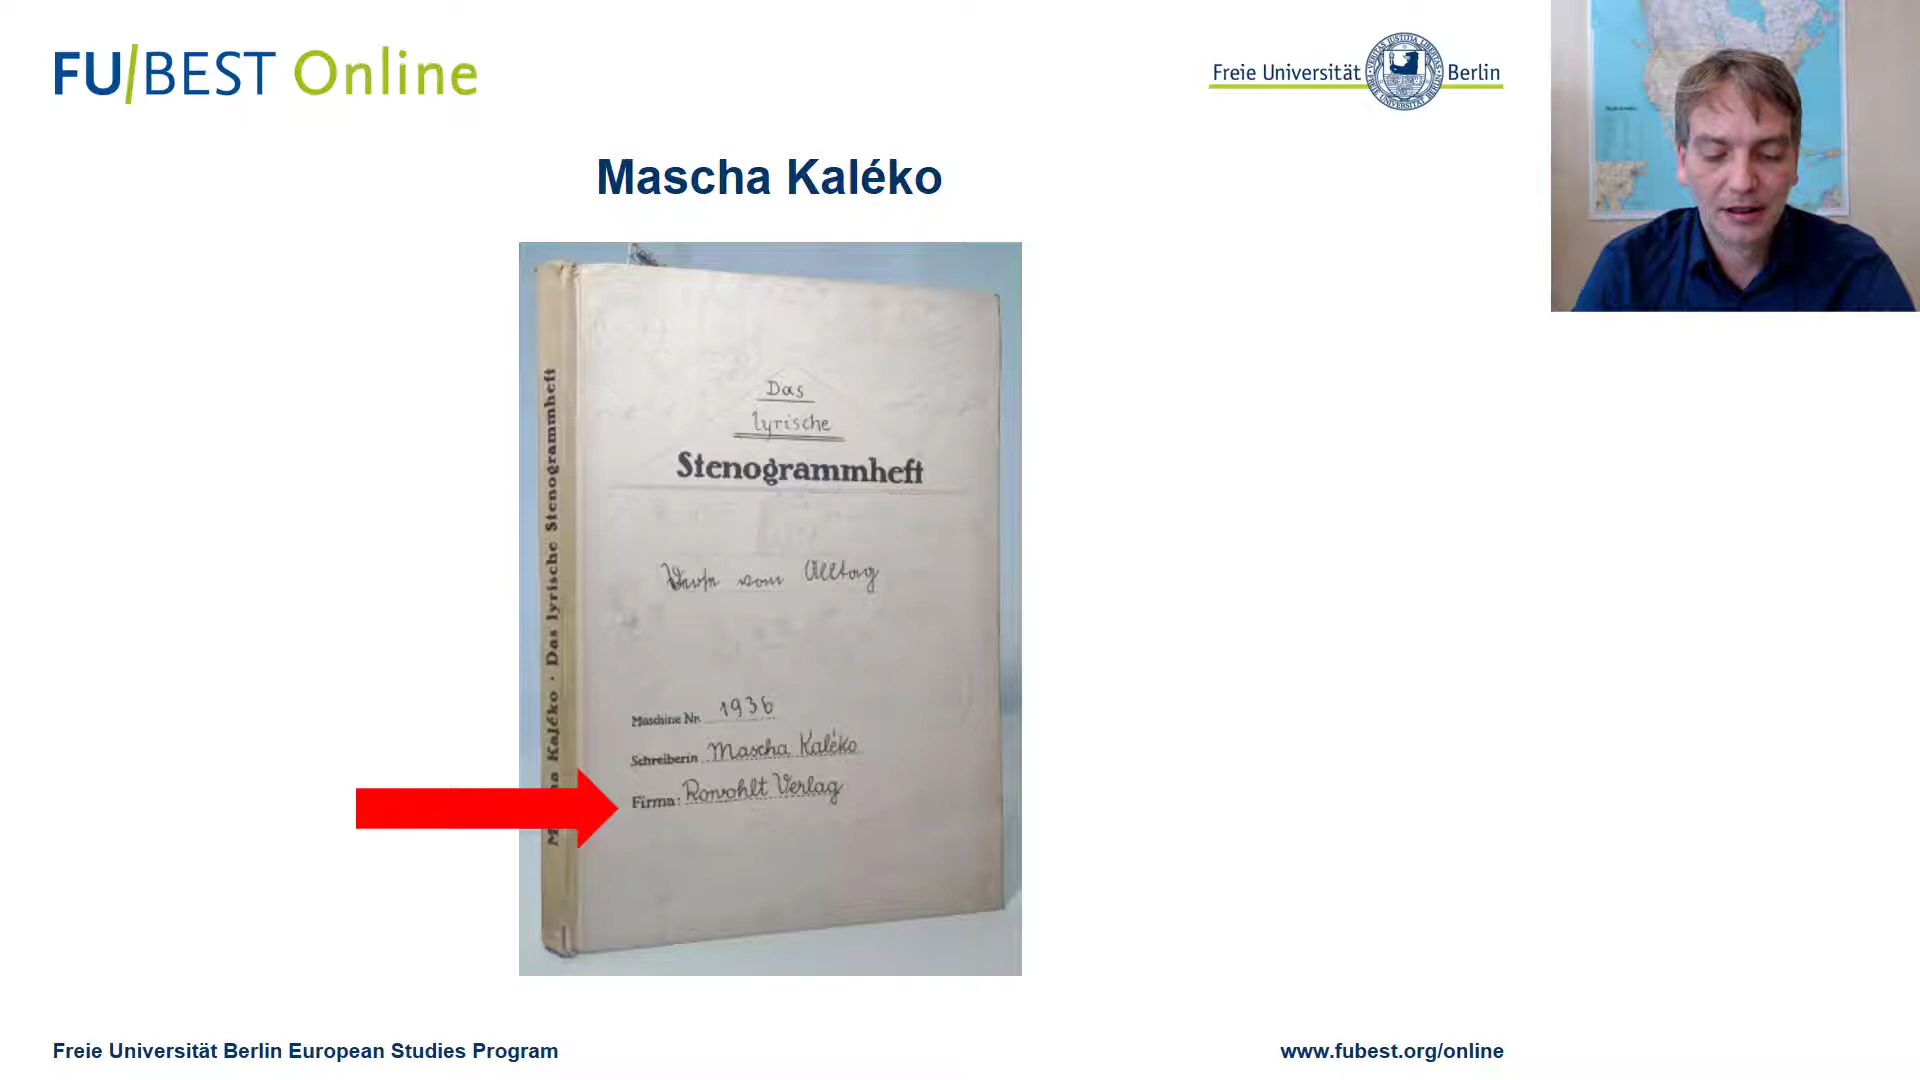 FU/BEST Online
Freie Universität Berlin
Mascha Kaléko
Das
lyrische
Stenogrammheft
Verse vom Alltag
Maschine Nr. 1936
Schreiberin Mascha Kaléko
Firma: Rowohlt Verlag
Mascha Kaléko · Das lyrische Stenogrammheft
Freie Universität Berlin European Studies Program
www.fubest.org/online